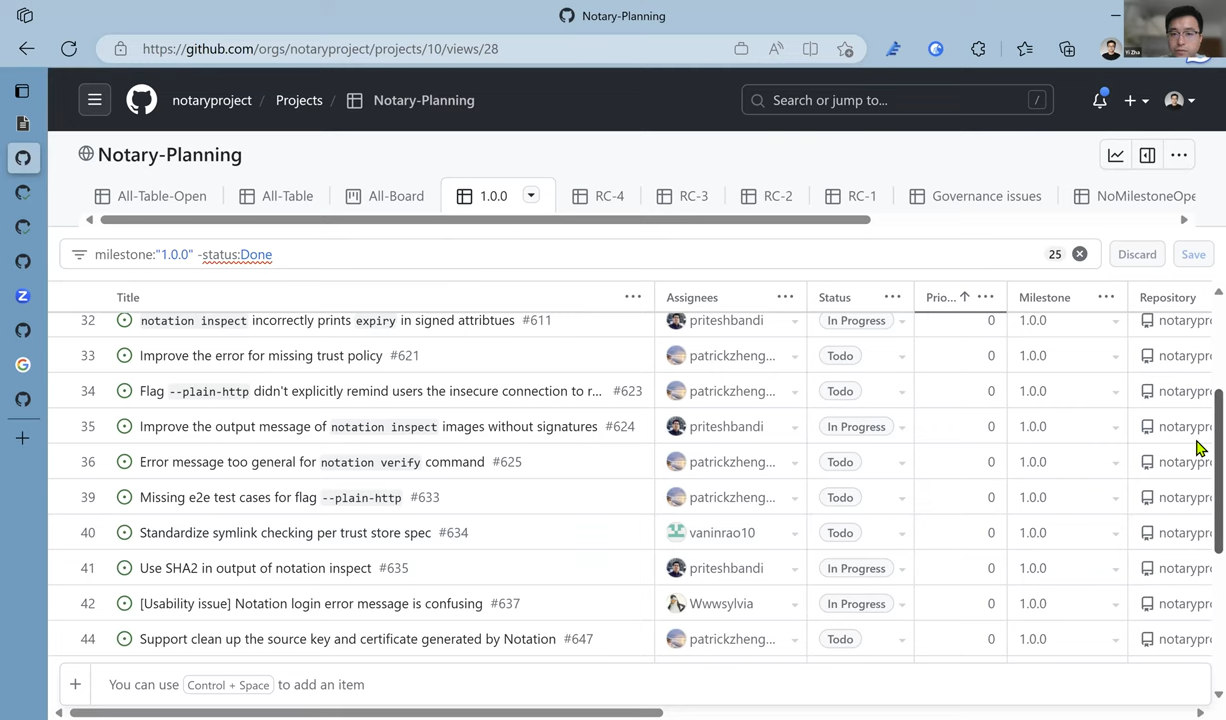 Notary-Planning
https://github.com/orgs/notaryproject/projects/10/views/28
Yi Zha
notaryproject / Projects / Notary-Planning
Search or jump to... /
Notary-Planning
All-Table-Open All-Table All-Board 1.0.0 RC-4 RC-3 RC-2 RC-1 Governance issues NoMilestoneOpe
milestone:"1.0.0" -status:Done 25 Discard Save
Title Assignees Status Prio... Milestone Repository
32 notation inspect incorrectly prints expiry in signed attribtues #611 priteshbandi In Progress 0 1.0.0 notarypro
33 Improve the error for missing trust policy #621 patrickzheng... Todo 0 1.0.0 notarypro
34 Flag --plain-http didn't explicitly remind users the insecure connection to r... #623 patrickzheng... Todo 0 1.0.0 notarypro
35 Improve the output message of notation inspect images without signatures #624 priteshbandi In Progress 0 1.0.0 notarypro
36 Error message too general for notation verify command #625 patrickzheng... Todo 0 1.0.0 notarypro
39 Missing e2e test cases for flag --plain-http #633 patrickzheng... Todo 0 1.0.0 notarypro
40 Standardize symlink checking per trust store spec #634 vaninrao10 Todo 0 1.0.0 notarypro
41 Use SHA2 in output of notation inspect #635 priteshbandi In Progress 0 1.0.0 notarypro
42 [Usability issue] Notation login error message is confusing #637 Wwwsylvia In Progress 0 1.0.0 notarypro
44 Support clean up the source key and certificate generated by Notation #647 patrickzheng... Todo 0 1.0.0 notarypro
You can use Control + Space to add an item